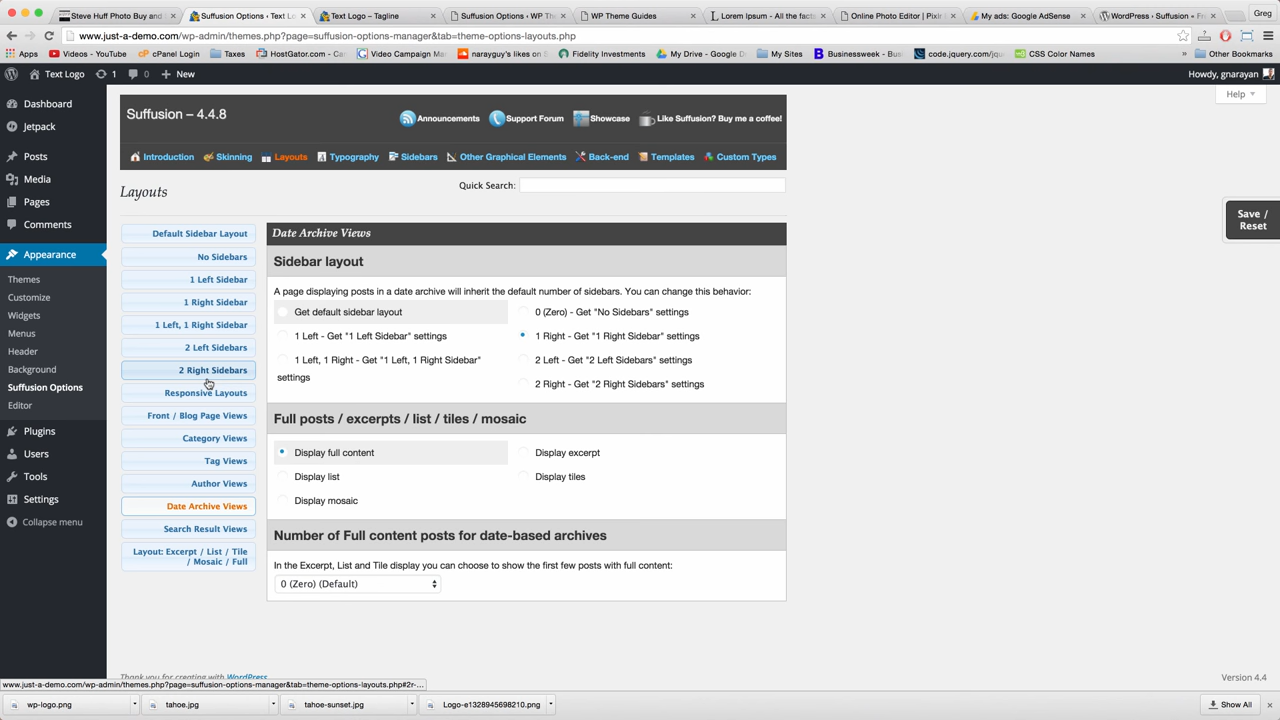 Steve Huff Photo Buy and
Suffusion Options ‹ Text L
Text Logo – Tagline
Suffusion Options ‹ WP Th
WP Theme Guides
Lorem Ipsum - All the facts
Online Photo Editor | Pixlr
My ads: Google AdSense
WordPress › Suffusion « Fr
Greg
www.just-a-demo.com/wp-admin/themes.php?page=suffusion-options-manager&tab=theme-options-layouts.php
Apps
Videos - YouTube
cPanel Login
Taxes
HostGator.com -
Video Campaign Ma
narayguy's likes on S
Fidelity Investments
My Drive - Google D
My Sites
Businessweek - Bus
code.jquery.com/jq
CSS Color Names
»
Other Bookmarks
Text Logo
1
0
New
Howdy, gnarayan
Dashboard
Jetpack
Posts
Media
Pages
Comments
Appearance
Themes
Customize
Widgets
Menus
Header
Background
Suffusion Options
Editor
Plugins
Users
Tools
Settings
Collapse menu
Help
Suffusion – 4.4.8
Announcements
Support Forum
Showcase
Like Suffusion? Buy me a coffee!
Introduction
Skinning
Layouts
Typography
Sidebars
Other Graphical Elements
Back-end
Templates
Custom Types
Layouts
Quick Search:
Save /
Reset
Default Sidebar Layout
No Sidebars
1 Left Sidebar
1 Right Sidebar
1 Left, 1 Right Sidebar
2 Left Sidebars
2 Right Sidebars
Responsive Layouts
Front / Blog Page Views
Category Views
Tag Views
Author Views
Date Archive Views
Search Result Views
Layout: Excerpt / List / Tile
/ Mosaic / Full
Date Archive Views
Sidebar layout
A page displaying posts in a date archive will inherit the default number of sidebars. You can change this behavior:
Get default sidebar layout
0 (Zero) - Get "No Sidebars" settings
1 Left - Get "1 Left Sidebar" settings
1 Right - Get "1 Right Sidebar" settings
1 Left, 1 Right - Get "1 Left, 1 Right Sidebar"
settings
2 Left - Get "2 Left Sidebars" settings
2 Right - Get "2 Right Sidebars" settings
Full posts / excerpts / list / tiles / mosaic
Display full content
Display excerpt
Display list
Display tiles
Display mosaic
Number of Full content posts for date-based archives
In the Excerpt, List and Tile display you can choose to show the first few posts with full content:
0 (Zero) (Default)
Thank you for creating with WordPress
Version 4.4
www.just-a-demo.com/wp-admin/themes.php?page=suffusion-options-manager&tab=theme-options-layouts.php#2r-...
wp-logo.png
tahoe.jpg
tahoe-sunset.jpg
Logo-e1328945698210.png
Show All